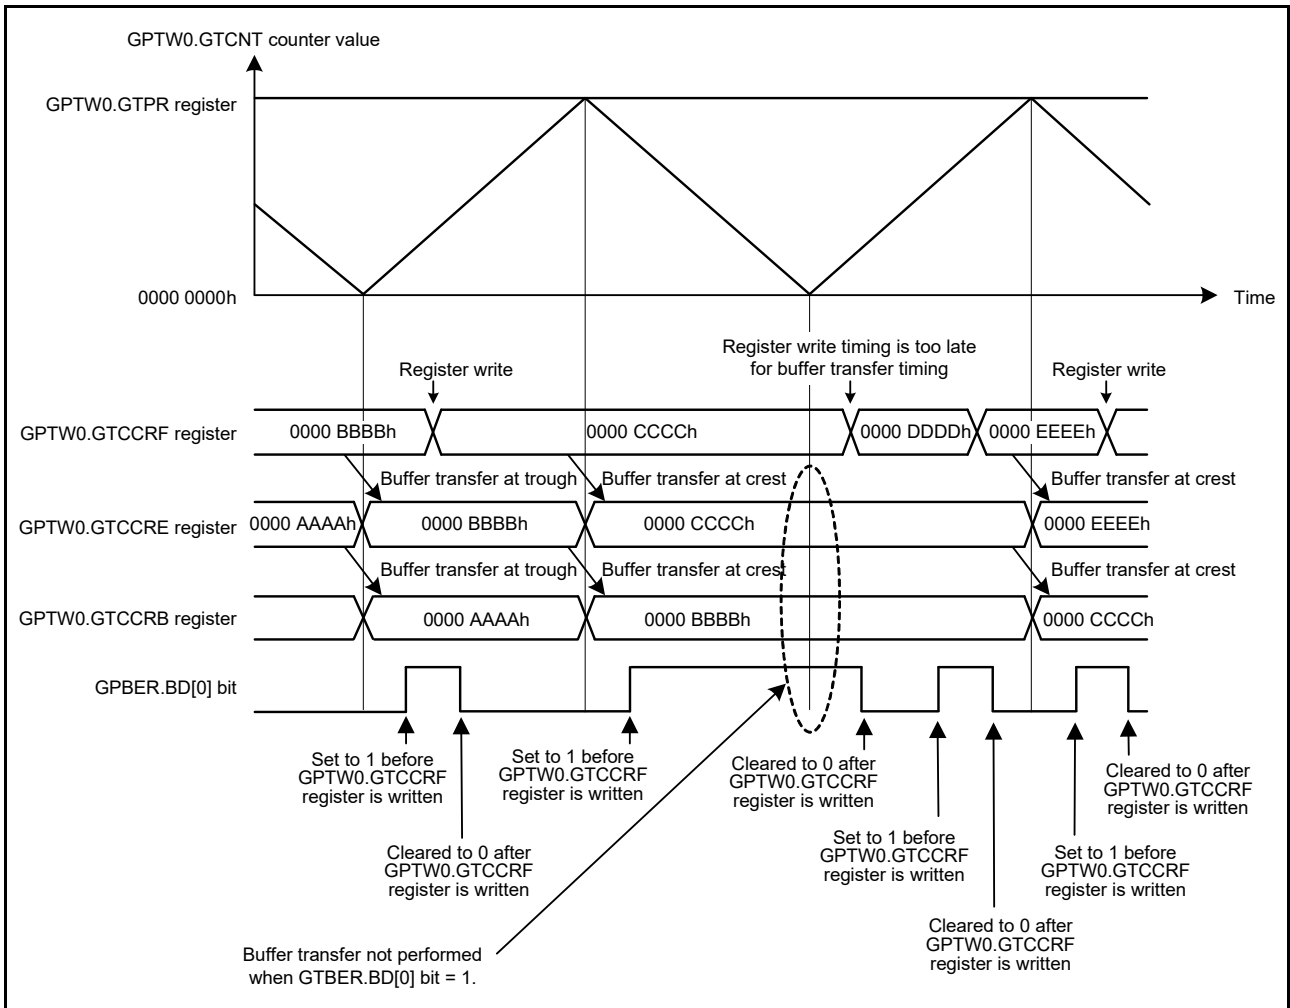 GPTW0.GTCNT counter value
GPTW0.GTPR register
0000 0000h
Time
Register write
Register write timing is too late
for buffer transfer timing
Register write
GPTW0.GTCCRF register
0000 BBBBh
0000 CCCCh
0000 DDDDh
0000 EEEEh
Buffer transfer at trough
Buffer transfer at crest
Buffer transfer at crest
GPTW0.GTCCRE register
0000 AAAAh
0000 BBBBh
0000 CCCCh
0000 EEEEh
Buffer transfer at trough
Buffer transfer at crest
Buffer transfer at crest
GPTW0.GTCCRB register
0000 AAAAh
0000 BBBBh
0000 CCCCh
GPBER.BD[0] bit
Set to 1 before
GPTW0.GTCCRF
register is written
Set to 1 before
GPTW0.GTCCRF
register is written
Cleared to 0 after
GPTW0.GTCCRF
register is written
Cleared to 0 after
GPTW0.GTCCRF
register is written
Cleared to 0 after
GPTW0.GTCCRF
register is written
Set to 1 before
GPTW0.GTCCRF
register is written
Set to 1 before
GPTW0.GTCCRF
register is written
Cleared to 0 after
GPTW0.GTCCRF
register is written
Buffer transfer not performed
when GTBER.BD[0] bit = 1.